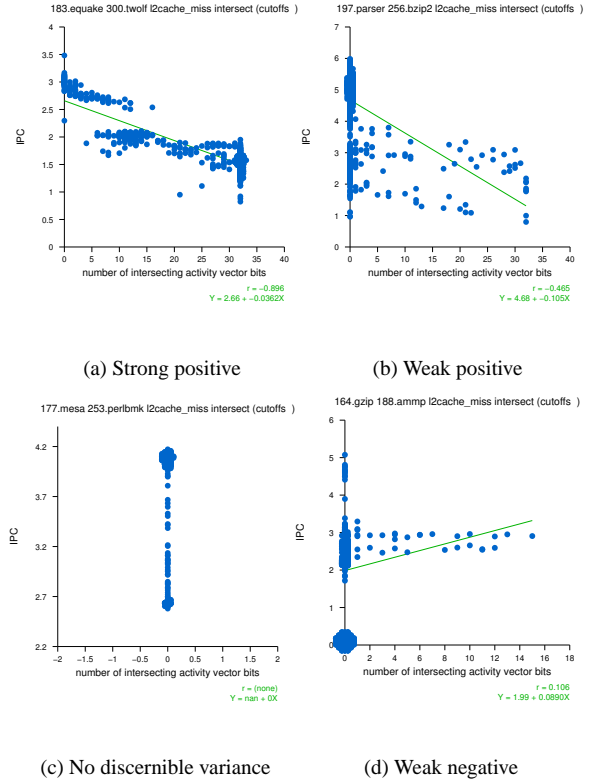 183.equake 300.twolf l2cache_miss intersect (cutoffs )
4
3.5
3
2.5
2
1.5
1
0.5
0
IPC
0 5 10 15 20 25 30 35 40
number of intersecting activity vector bits
r = −0.896
Y = 2.66 + −0.0362X
(a) Strong positive
197.parser 256.bzip2 l2cache_miss intersect (cutoffs )
7
6
5
4
3
2
1
0
IPC
0 5 10 15 20 25 30 35 40
number of intersecting activity vector bits
r = −0.465
Y = 4.68 + −0.105X
(b) Weak positive
177.mesa 253.perlbmk l2cache_miss intersect (cutoffs )
4.2
3.7
3.2
2.7
2.2
IPC
−2 −1.5 −1 −0.5 0 0.5 1 1.5 2
number of intersecting activity vector bits
r = (none)
Y = nan + 0X
(c) No discernible variance
164.gzip 188.ammp l2cache_miss intersect (cutoffs )
6
5
4
3
2
1
0
IPC
0 2 4 6 8 10 12 14 16 18
number of intersecting activity vector bits
r = 0.106
Y = 1.99 + 0.0890X
(d) Weak negative